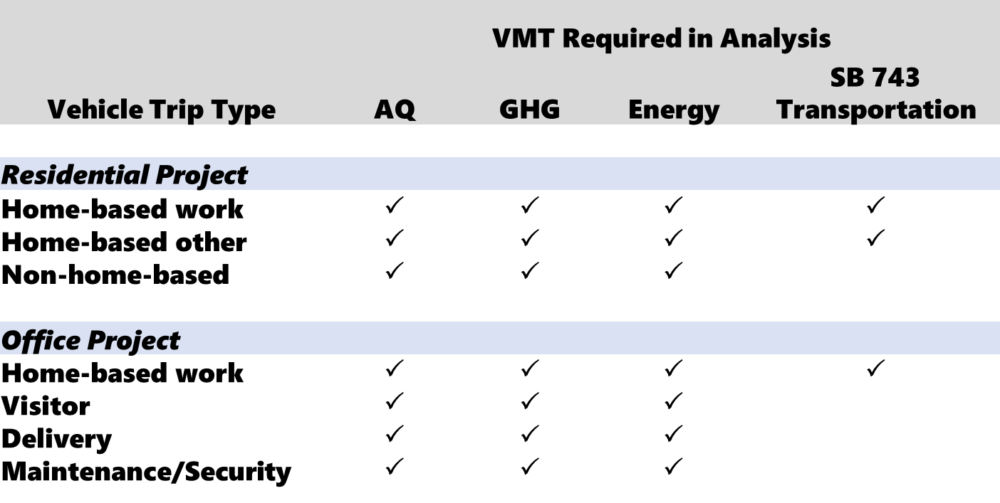 VMT Required in Analysis
SB 743
Vehicle Trip Type AQ GHG Energy Transportation
Residential Project
Home-based work ✓ ✓ ✓ ✓
Home-based other ✓ ✓ ✓ ✓
Non-home-based ✓ ✓ ✓
Office Project
Home-based work ✓ ✓ ✓ ✓
Visitor ✓ ✓ ✓
Delivery ✓ ✓ ✓
Maintenance/Security ✓ ✓ ✓